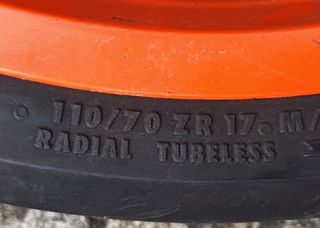 110/70 ZR 17. M/
RADIAL TUBELESS